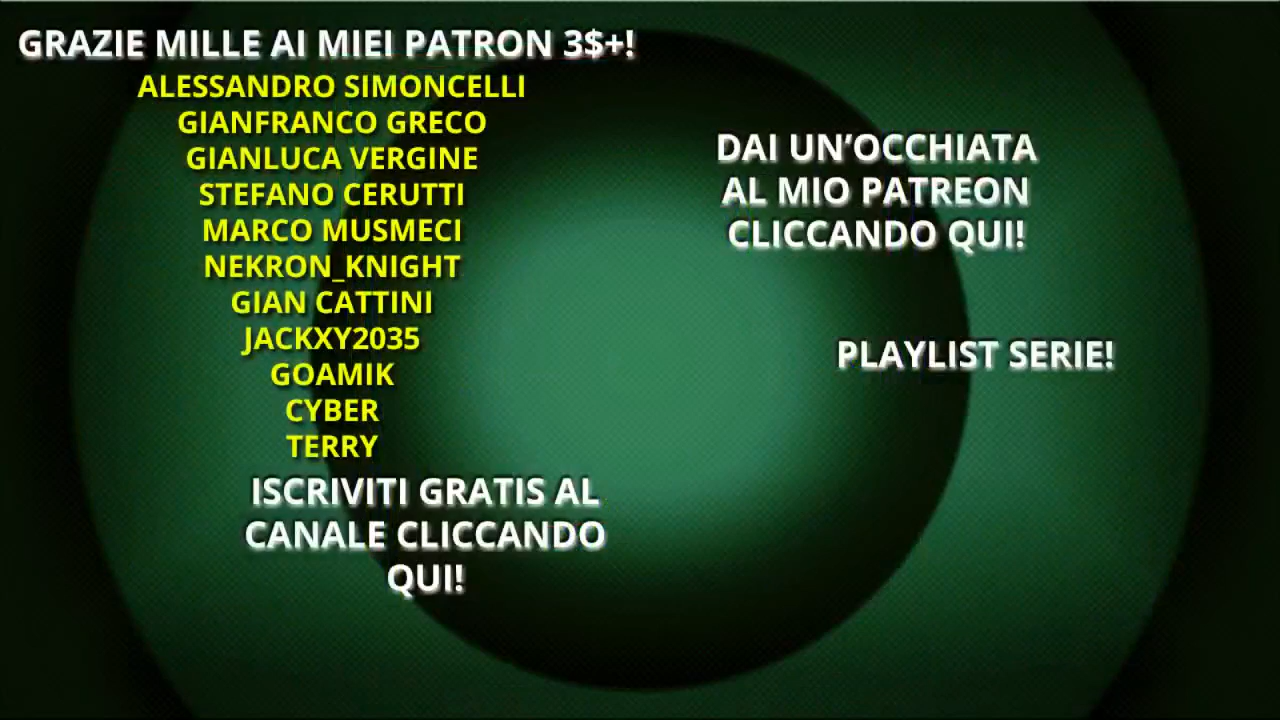 GRAZIE MILLE AI MIEI PATRON 3$+!
ALESSANDRO SIMONCELLI
GIANFRANCO GRECO
GIANLUCA VERGINE
STEFANO CERUTTI
MARCO MUSMECI
NEKRON_KNIGHT
GIAN CATTINI
JACKXY2035
GOAMIK
CYBER
TERRY
ISCRIVITI GRATIS AL
CANALE CLICCANDO
QUI!
DAI UN’OCCHIATA
AL MIO PATREON
CLICCANDO QUI!
PLAYLIST SERIE!